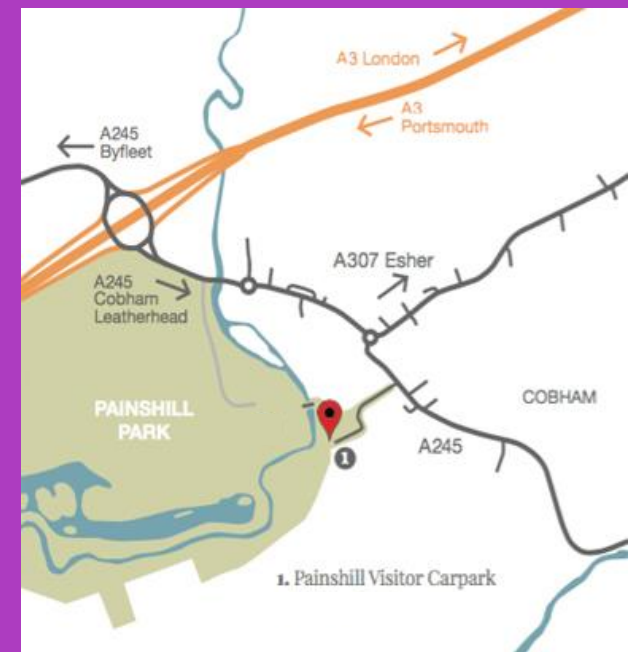 A3 London
A3
Portsmouth
A245
Byfleet
A307 Esher
A245
Cobham
Leatherhead
COBHAM
PAINSHILL
PARK
A245
1
1. Painshill Visitor Carpark